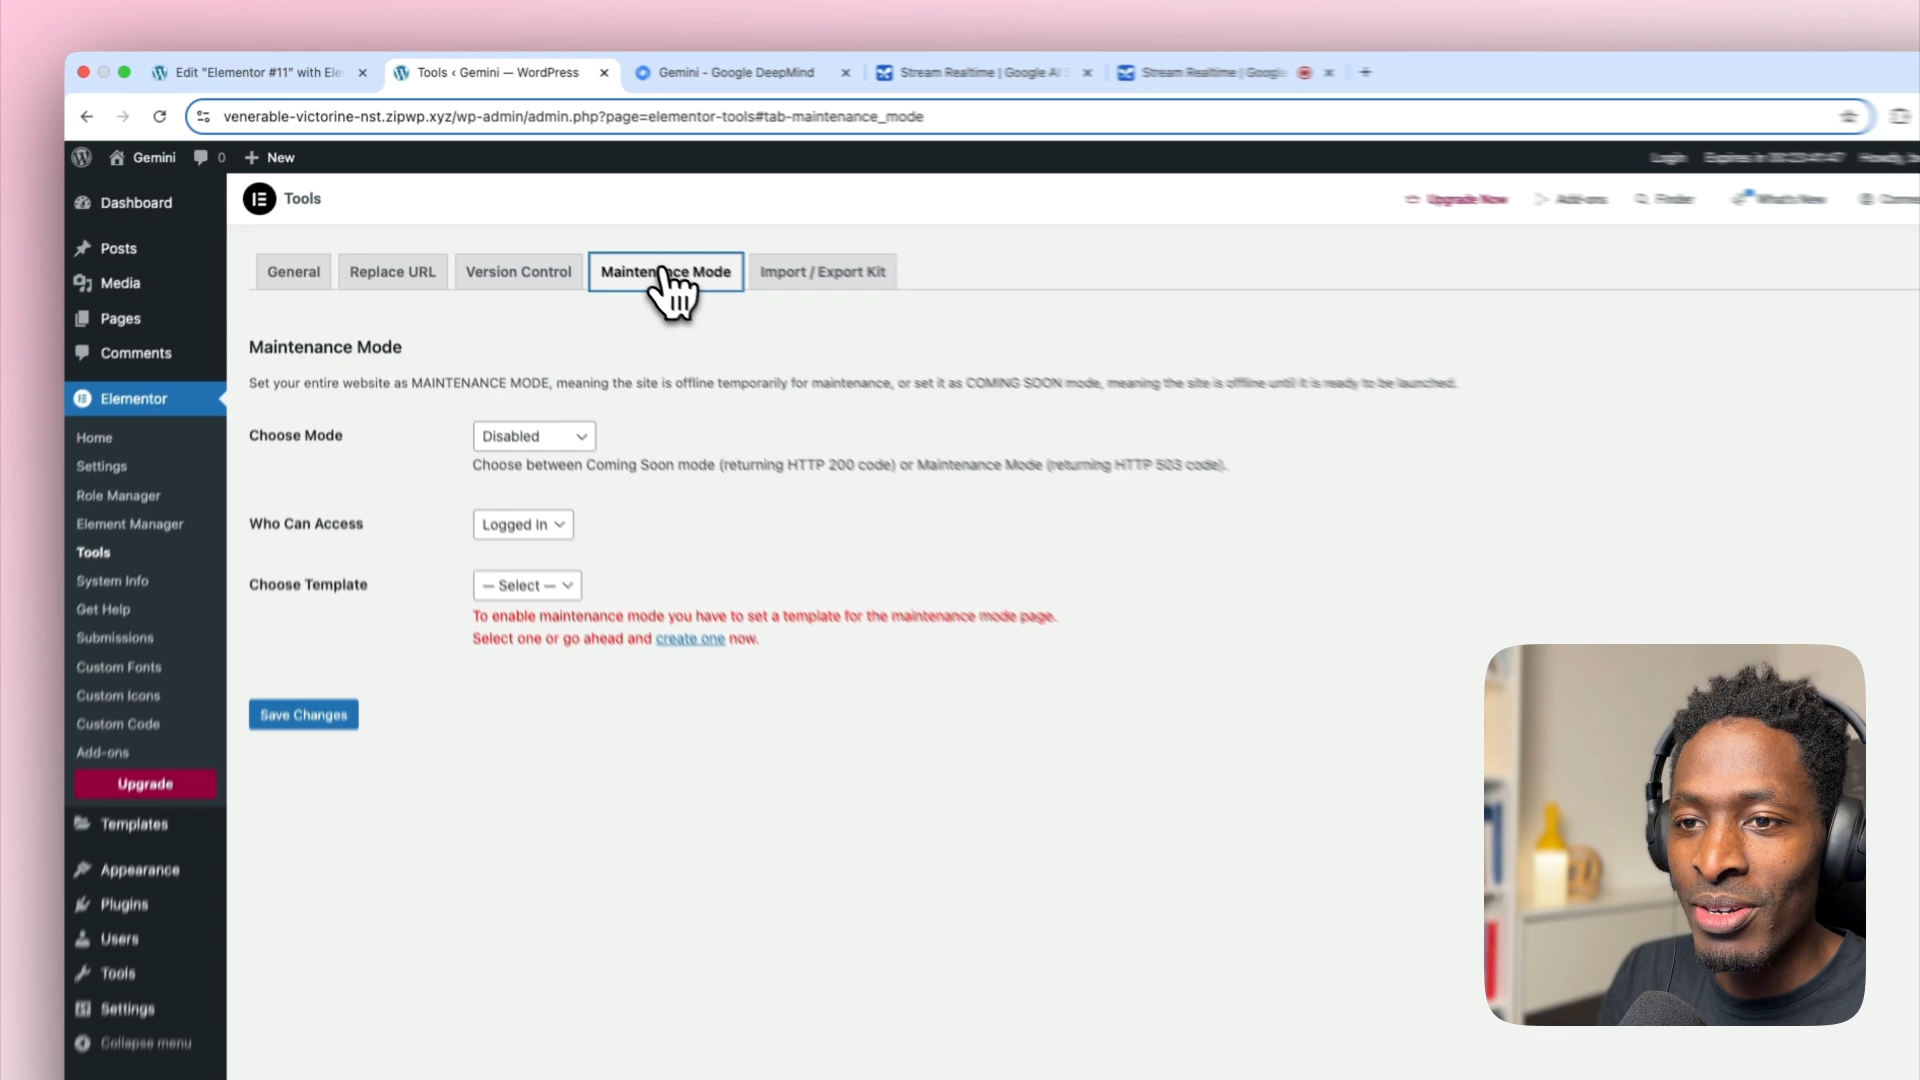 Edit "Elementor #11" with Ele
Tools ‹ Gemini — WordPress
Gemini - Google DeepMind
Stream Realtime | Google AI S
Stream Realtime | Google
venerable-victorine-nst.zipwp.xyz/wp-admin/admin.php?page=elementor-tools#tab-maintenance_mode
Gemini
0
New
Login
Dashboard
Posts
Media
Pages
Comments
Elementor
Home
Settings
Role Manager
Element Manager
Tools
System Info
Get Help
Submissions
Custom Fonts
Custom Icons
Custom Code
Add-ons
Upgrade
Templates
Appearance
Plugins
Users
Tools
Settings
Collapse menu
Tools
Upgrade Now
Add-ons
Finder
What's New
General
Replace URL
Version Control
Maintenance Mode
Import / Export Kit
Maintenance Mode
Set your entire website as MAINTENANCE MODE, meaning the site is offline temporarily for maintenance, or set it as COMING SOON mode, meaning the site is offline until it is ready to be launched.
Choose Mode
Disabled
Choose between Coming Soon mode (returning HTTP 200 code) or Maintenance Mode (returning HTTP 503 code).
Who Can Access
Logged In
Choose Template
— Select —
To enable maintenance mode you have to set a template for the maintenance mode page.
Select one or go ahead and create one now.
Save Changes